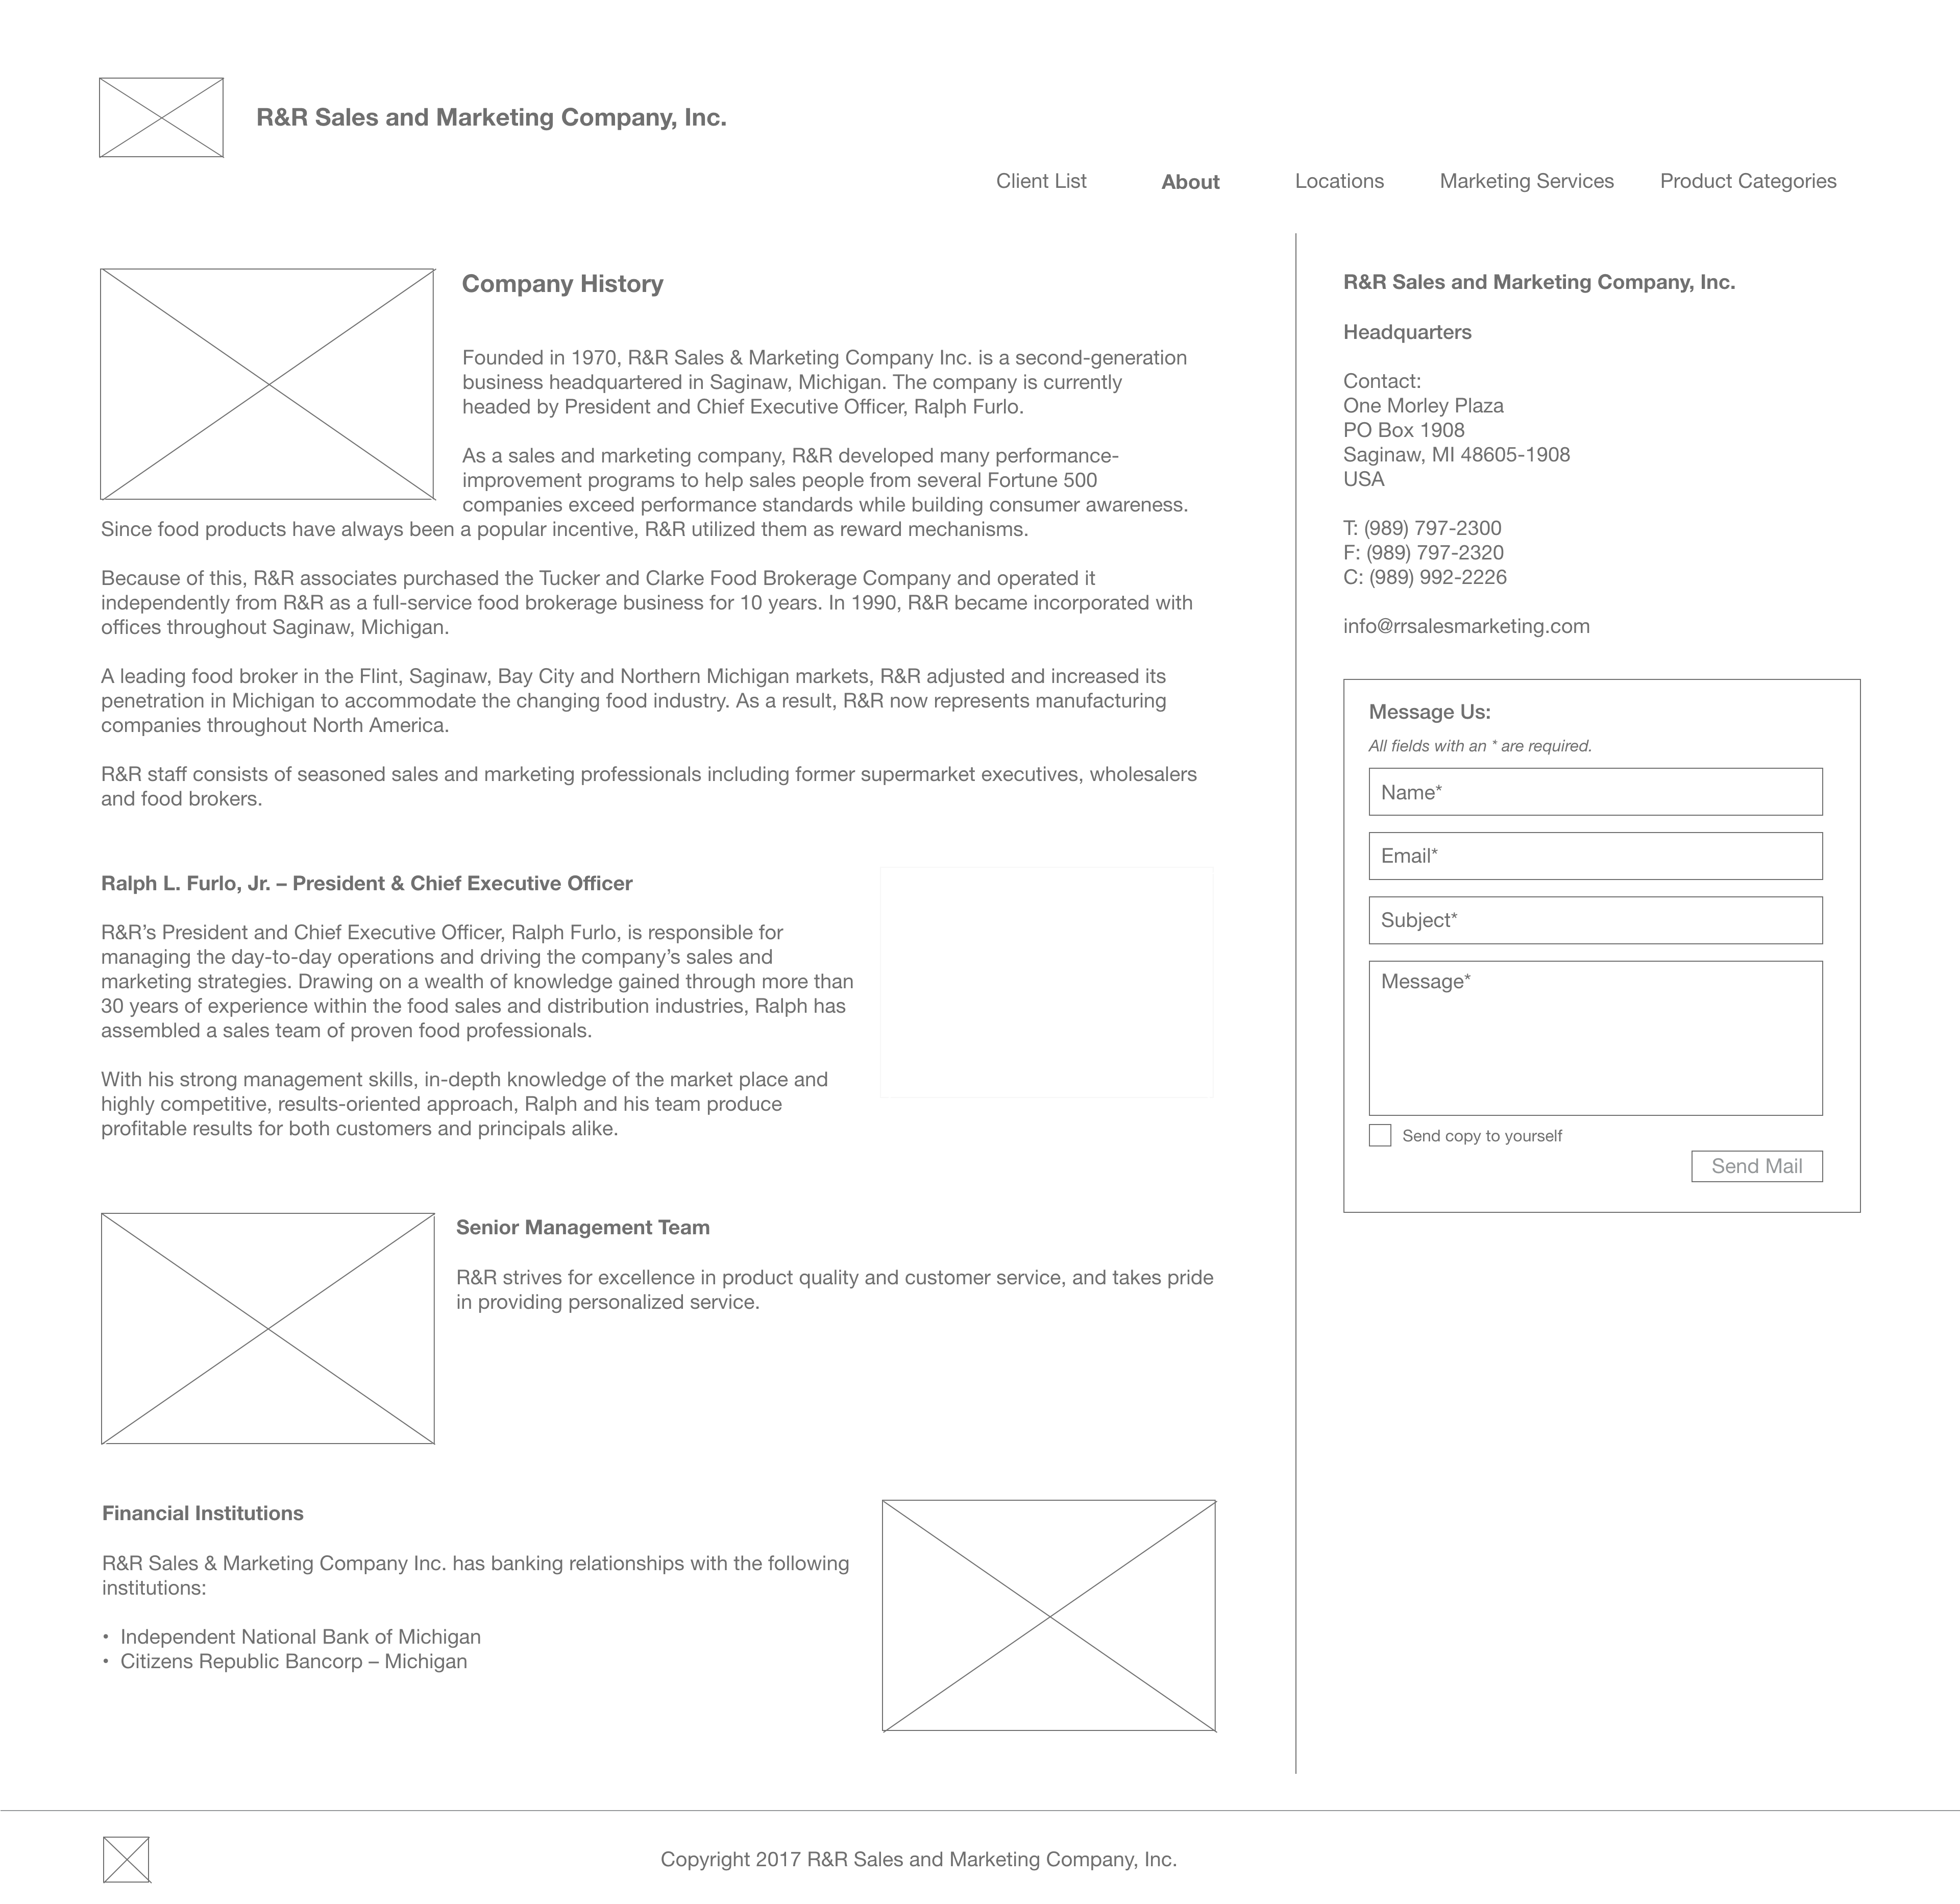 R&R Sales and Marketing Company, Inc.
Client List
About
Locations
Marketing Services
Product Categories
Company History
Founded in 1970, R&R Sales & Marketing Company Inc. is a second-generation
business headquartered in Saginaw, Michigan. The company is currently
headed by President and Chief Executive Officer, Ralph Furlo.
As a sales and marketing company, R&R developed many performance-
improvement programs to help sales people from several Fortune 500
companies exceed performance standards while building consumer awareness.
Since food products have always been a popular incentive, R&R utilized them as reward mechanisms.
Because of this, R&R associates purchased the Tucker and Clarke Food Brokerage Company and operated it
independently from R&R as a full-service food brokerage business for 10 years. In 1990, R&R became incorporated with
offices throughout Saginaw, Michigan.
A leading food broker in the Flint, Saginaw, Bay City and Northern Michigan markets, R&R adjusted and increased its
penetration in Michigan to accommodate the changing food industry. As a result, R&R now represents manufacturing
companies throughout North America.
R&R staff consists of seasoned sales and marketing professionals including former supermarket executives, wholesalers
and food brokers.
Ralph L. Furlo, Jr. – President & Chief Executive Officer
R&R’s President and Chief Executive Officer, Ralph Furlo, is responsible for
managing the day-to-day operations and driving the company’s sales and
marketing strategies. Drawing on a wealth of knowledge gained through more than
30 years of experience within the food sales and distribution industries, Ralph has
assembled a sales team of proven food professionals.
With his strong management skills, in-depth knowledge of the market place and
highly competitive, results-oriented approach, Ralph and his team produce
profitable results for both customers and principals alike.
Senior Management Team
R&R strives for excellence in product quality and customer service, and takes pride
in providing personalized service.
Financial Institutions
R&R Sales & Marketing Company Inc. has banking relationships with the following
institutions:
• Independent National Bank of Michigan
• Citizens Republic Bancorp – Michigan
R&R Sales and Marketing Company, Inc.
Headquarters
Contact:
One Morley Plaza
PO Box 1908
Saginaw, MI 48605-1908
USA
T: (989) 797-2300
F: (989) 797-2320
C: (989) 992-2226
info@rrsalesmarketing.com
Message Us:
All fields with an * are required.
Name*
Email*
Subject*
Message*
Send copy to yourself
Send Mail
Copyright 2017 R&R Sales and Marketing Company, Inc.